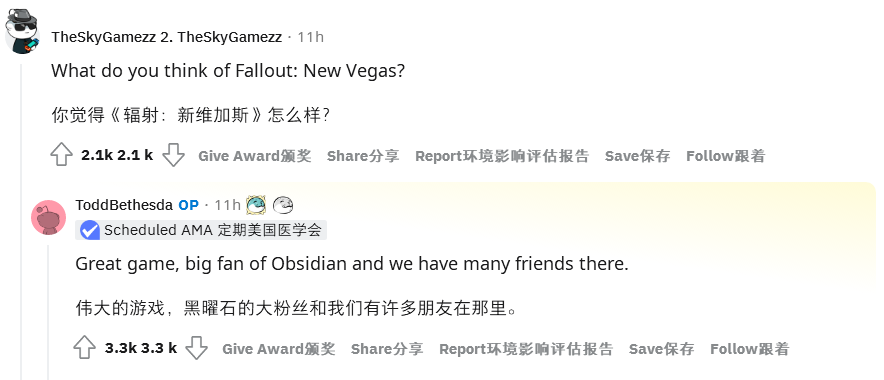 TheSkyGamezz 2. TheSkyGamezz · 11h
What do you think of Fallout: New Vegas?
你觉得《辐射：新维加斯》怎么样？
2.1k 2.1 k Give Award颁奖 Share分享 Report环境影响评估报告 Save保存 Follow跟着
ToddBethesda OP · 11h
Scheduled AMA 定期美国医学会
Great game, big fan of Obsidian and we have many friends there.
伟大的游戏，黑曜石的大粉丝和我们有许多朋友在那里。
3.3k 3.3 k Give Award颁奖 Share分享 Report环境影响评估报告 Save保存 Follow跟着